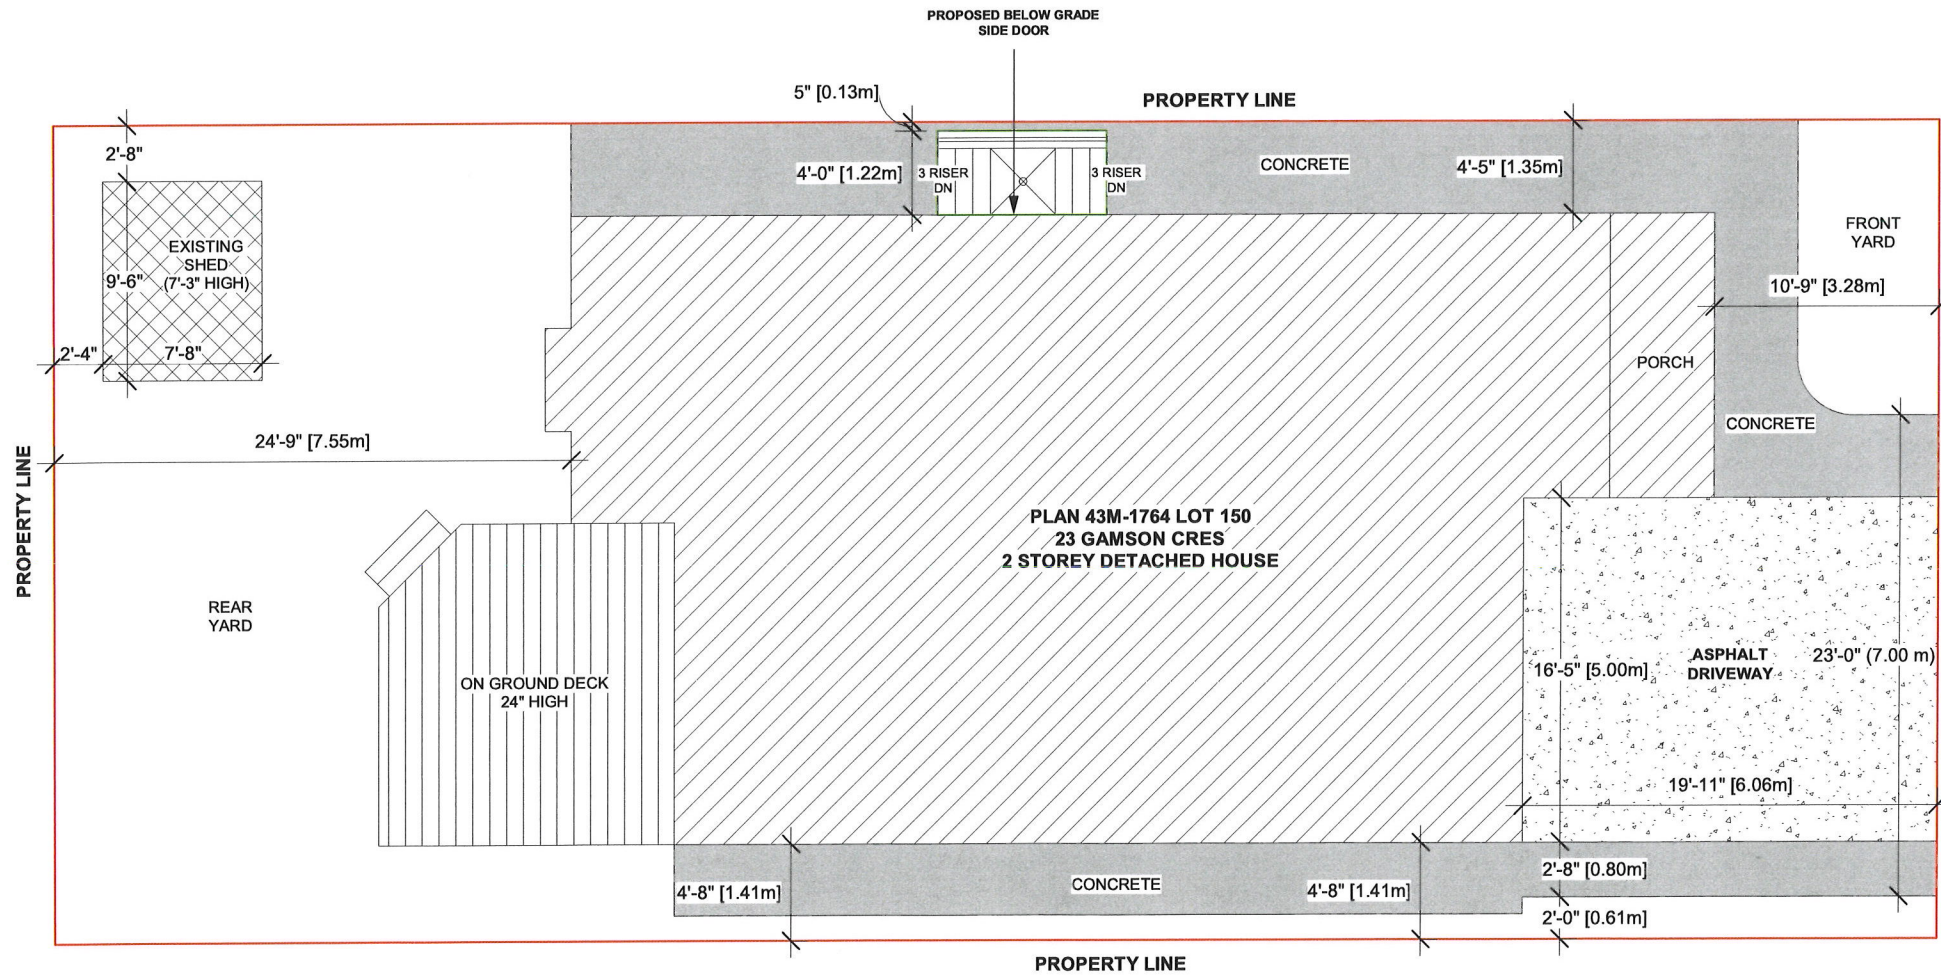 PROPOSED BELOW GRADE
SIDE DOOR
5" [0.13m]
PROPERTY LINE
2'-8"
4'-0" [1.22m]
3 RISER
DN
3 RISER
DN
CONCRETE
4'-5" [1.35m]
FRONT
YARD
EXISTING
SHED
(7'-3" HIGH)
9'-6"
10'-9" [3.28m]
2'-4"
7'-8"
PORCH
CONCRETE
24'-9" [7.55m]
PROPERTY LINE
PLAN 43M-1764 LOT 150
23 GAMSON CRES
2 STOREY DETACHED HOUSE
REAR
YARD
ON GROUND DECK
24" HIGH
16'-5" [5.00m]
ASPHALT
DRIVEWAY
23'-0" (7.00 m)
19'-11" [6.06m]
4'-8" [1.41m]
CONCRETE
4'-8" [1.41m]
2'-8" [0.80m]
2'-0" [0.61m]
PROPERTY LINE